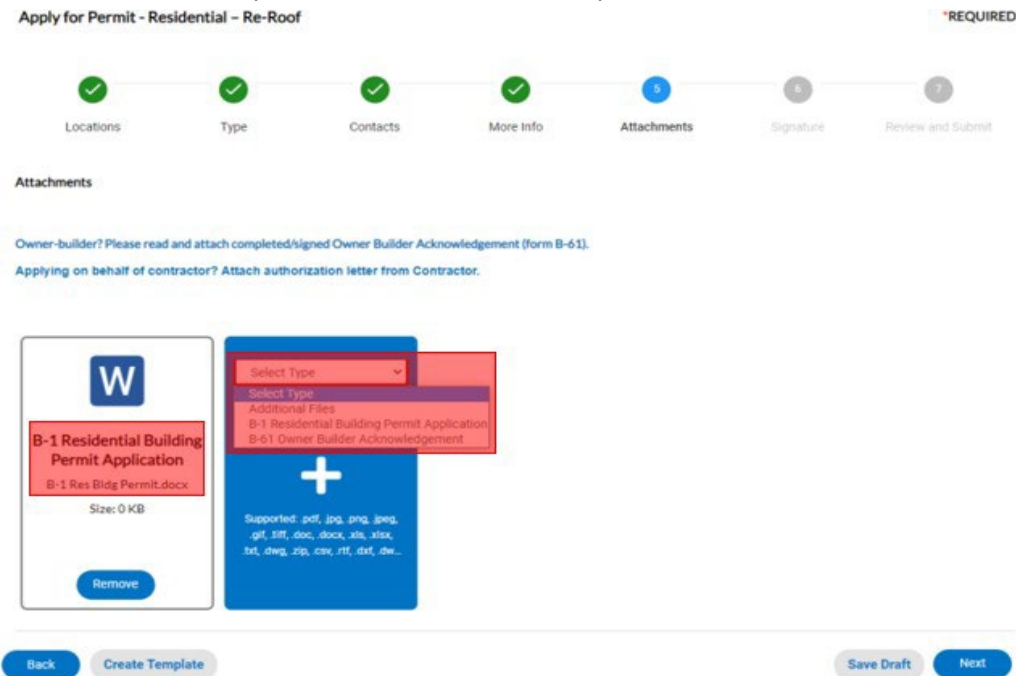 Apply for Permit - Residential – Re-Roof
*REQUIRED
5
6
7
Locations
Type
Contacts
More Info
Attachments
Signature
Review and Submit
Attachments
Owner-builder? Please read and attach completed/signed Owner Builder Acknowledgement (form B-61).
Applying on behalf of contractor? Attach authorization letter from Contractor.
W
B-1 Residential Building
Permit Application
B-1 Res Bldg Permit.docx
Size: 0 KB
Remove
Select Type
Select Type
Additional Files
B-1 Residential Building Permit Application
B-61 Owner Builder Acknowledgement
Supported: .pdf, .jpg, .png, .jpeg,
.gif, .tiff, .doc, .docx, .xls, .xlsx,
.txt, .dwg, .zip, .csv, .rtf, .dxf, .dw...
Back
Create Template
Save Draft
Next